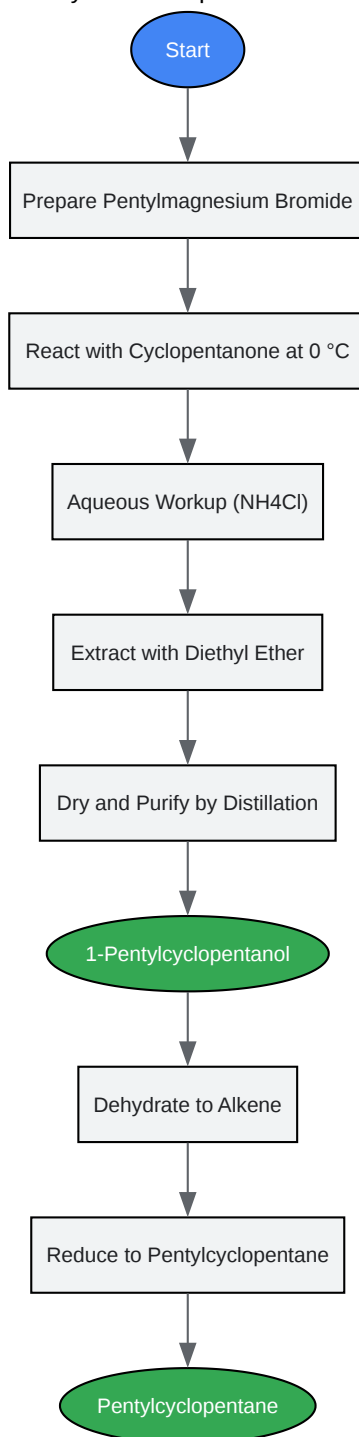 Start
Prepare Pentylmagnesium Bromide
React with Cyclopentanone at 0 °C
Aqueous Workup (NH4Cl)
Extract with Diethyl Ether
Dry and Purify by Distillation
1-Pentylcyclopentanol
Dehydrate to Alkene
Reduce to Pentylcyclopentane
Pentylcyclopentane